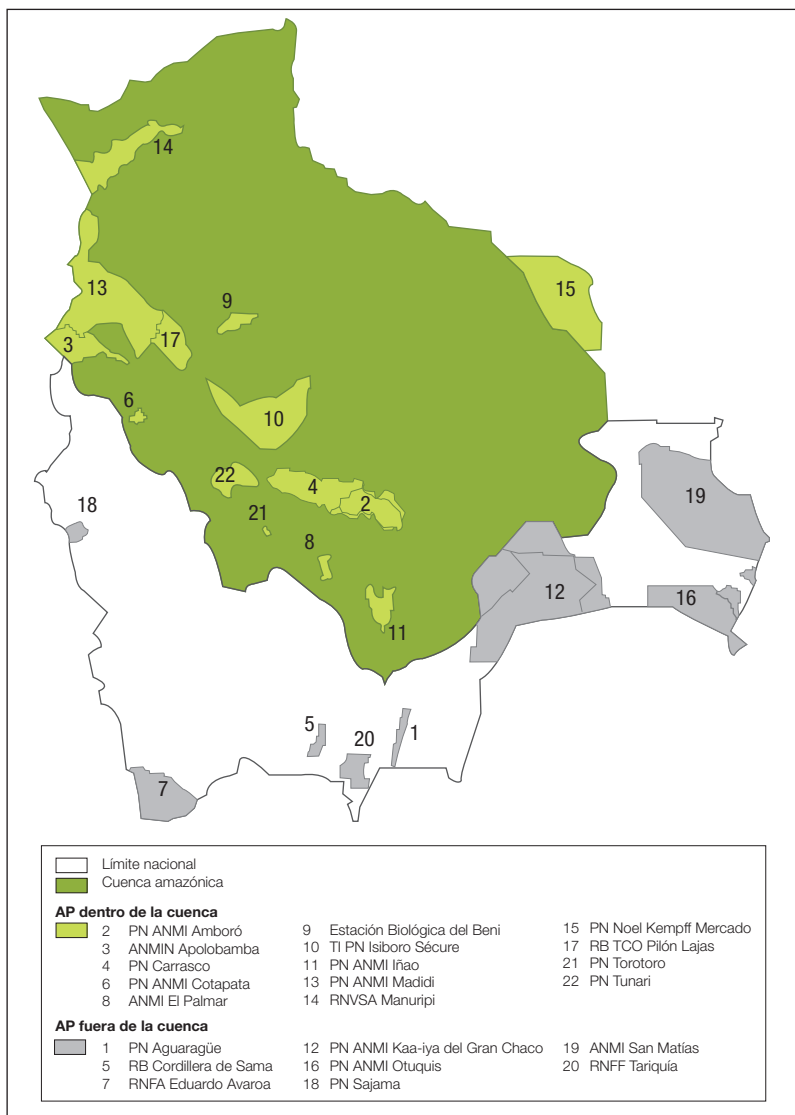 14
13
9
15
3
17
6
10
22
4
2
18
21
19
8
12
16
11
5
1
20
7
Límite nacional
Cuenca amazónica
AP dentro de la cuenca
2 PN ANMI Amboró
3 ANMIN Apolobamba
4 PN Carrasco
6 PN ANMI Cotapata
8 ANMI El Palmar
9 Estación Biológica del Beni
10 TI PN Isiboro Sécure
11 PN ANMI Iñao
13 PN ANMI Madidi
14 RNVSA Manuripi
15 PN Noel Kempff Mercado
17 RB TCO Pilón Lajas
21 PN Torotoro
22 PN Tunari
AP fuera de la cuenca
1 PN Aguaragüe
5 RB Cordillera de Sama
7 RNFA Eduardo Avaroa
12 PN ANMI Kaa-iya del Gran Chaco
16 PN ANMI Otuquis
18 PN Sajama
19 ANMI San Matías
20 RNFF Tariquía